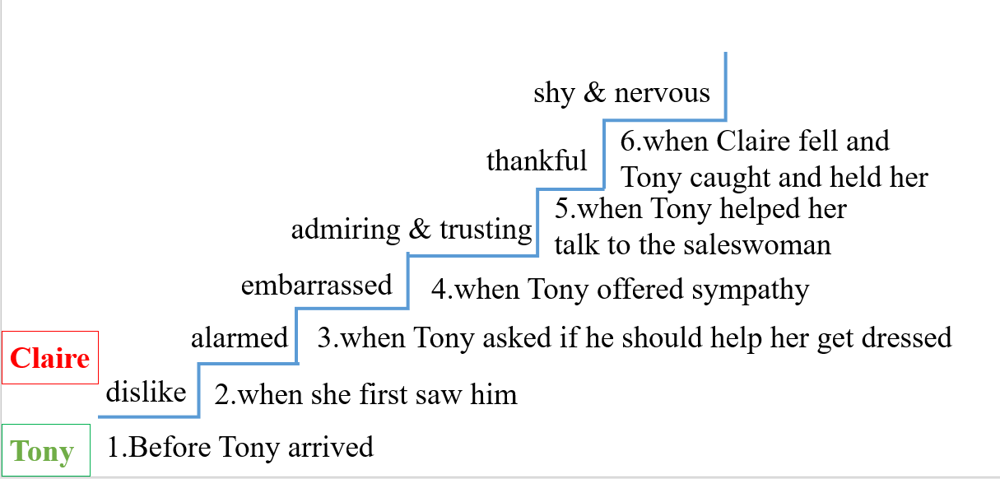 shy & nervous
6.when Claire fell and
Tony caught and held her
thankful
5.when Tony helped her
talk to the saleswoman
admiring & trusting
4.when Tony offered sympathy
embarrassed
3.when Tony asked if he should help her get dressed
alarmed
Claire
dislike
2.when she first saw him
Tony
1.Before Tony arrived